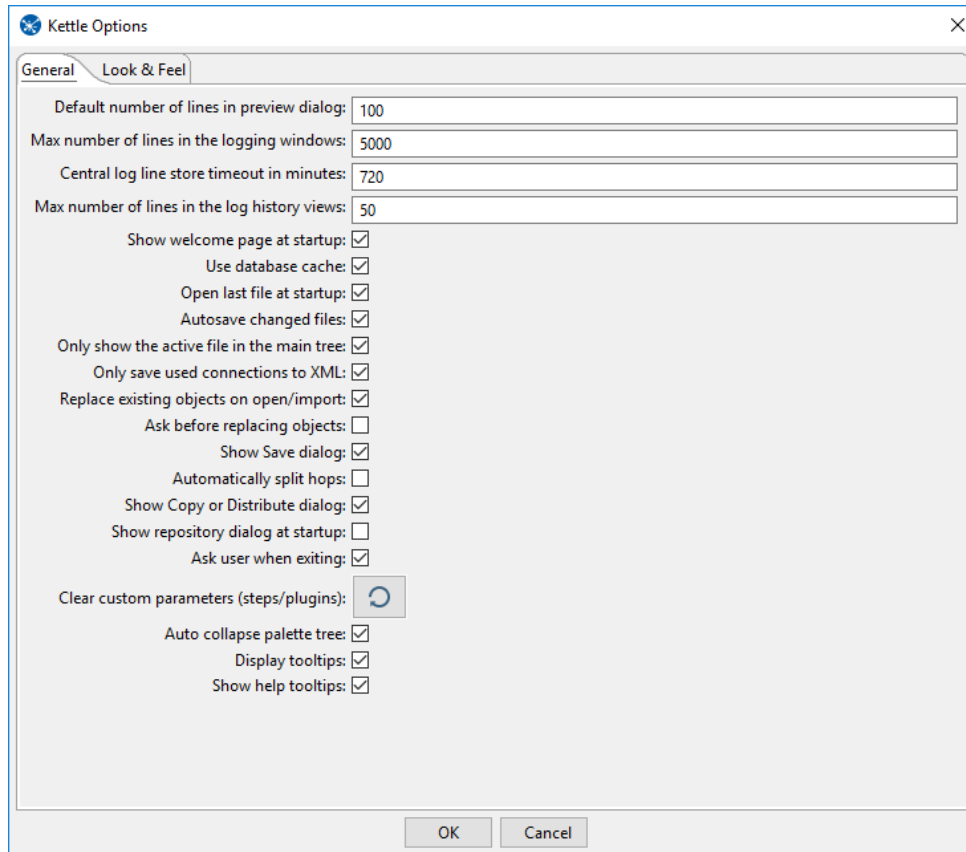 Kettle Options
General Look & Feel
Default number of lines in preview dialog: 100
Max number of lines in the logging windows: 5000
Central log line store timeout in minutes: 720
Max number of lines in the log history views: 50
Show welcome page at startup:
Use database cache:
Open last file at startup:
Autosave changed files:
Only show the active file in the main tree:
Only save used connections to XML:
Replace existing objects on open/import:
Ask before replacing objects:
Show Save dialog:
Automatically split hops:
Show Copy or Distribute dialog:
Show repository dialog at startup:
Ask user when exiting:
Clear custom parameters (steps/plugins):
Auto collapse palette tree:
Display tooltips:
Show help tooltips:
OK Cancel